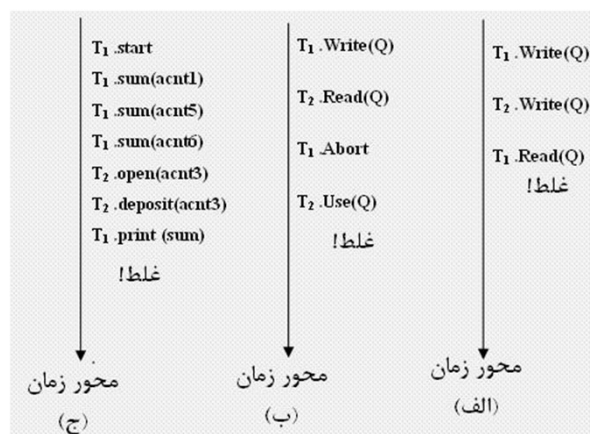 T1 .Write(Q)
T2 .Write(Q)
T1 .Read(Q)
غلط!
محور زمان
(الف)
T1 .Write(Q)
T2 .Read(Q)
T1 .Abort
T2 .Use(Q)
غلط!
محور زمان
(ب)
T1 .start
T1 .sum(acnt1)
T1 .sum(acnt5)
T1 .sum(acnt6)
T2 .open(acnt3)
T2 .deposit(acnt3)
T1 .print (sum)
غلط!
محور زمان
(ج)